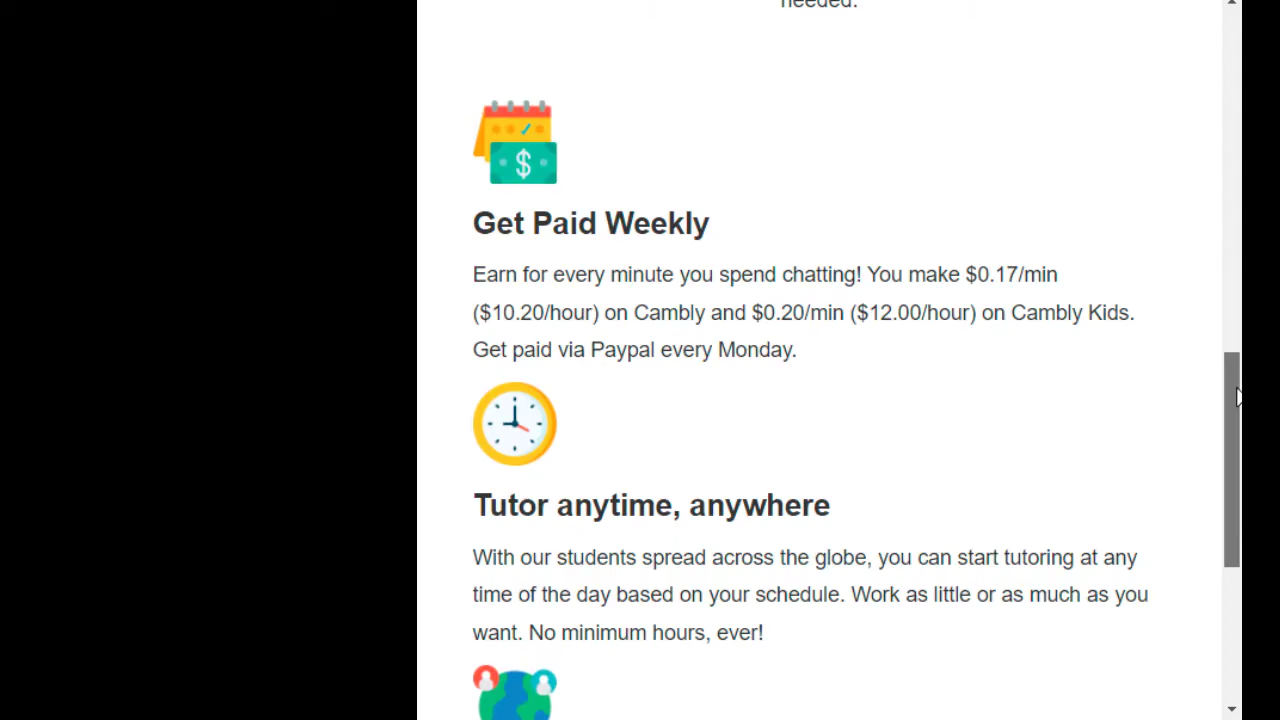 needed.
$
Get Paid Weekly
Earn for every minute you spend chatting! You make $0.17/min
($10.20/hour) on Cambly and $0.20/min ($12.00/hour) on Cambly Kids.
Get paid via Paypal every Monday.
Tutor anytime, anywhere
With our students spread across the globe, you can start tutoring at any
time of the day based on your schedule. Work as little or as much as you
want. No minimum hours, ever!